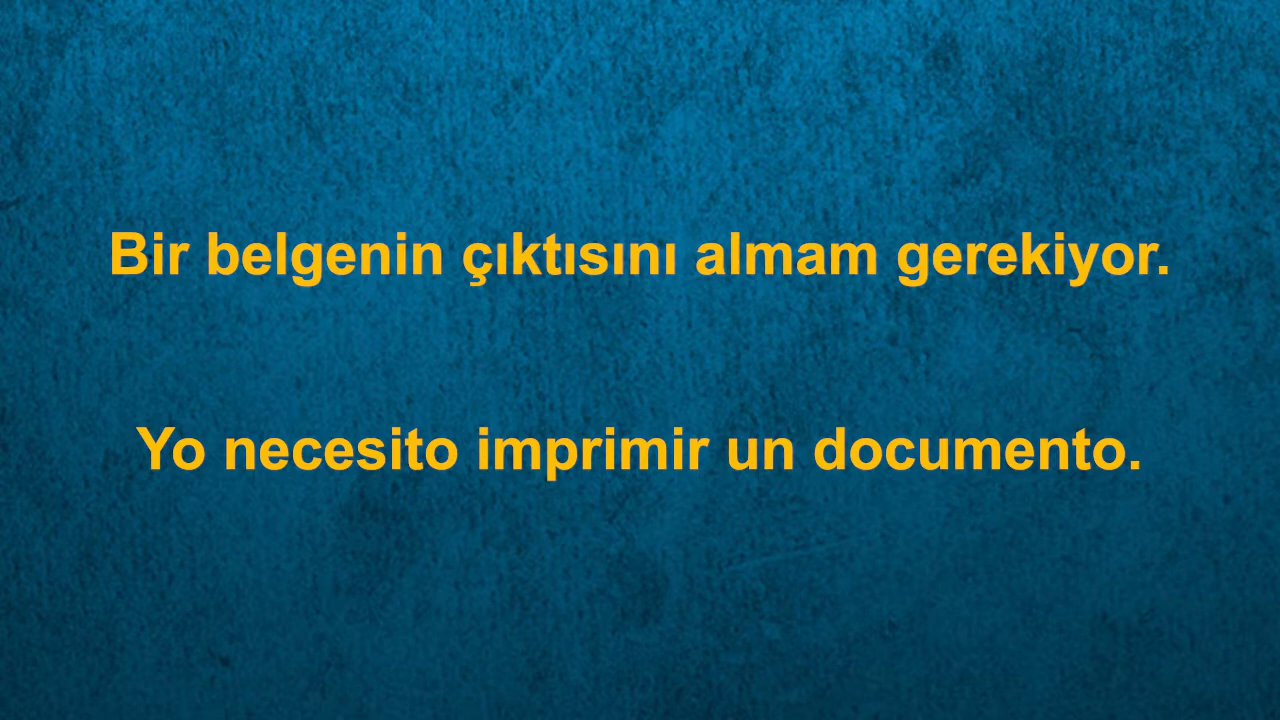 Bir belgenin çıktısını almam gerekiyor.
Yo necesito imprimir un documento.